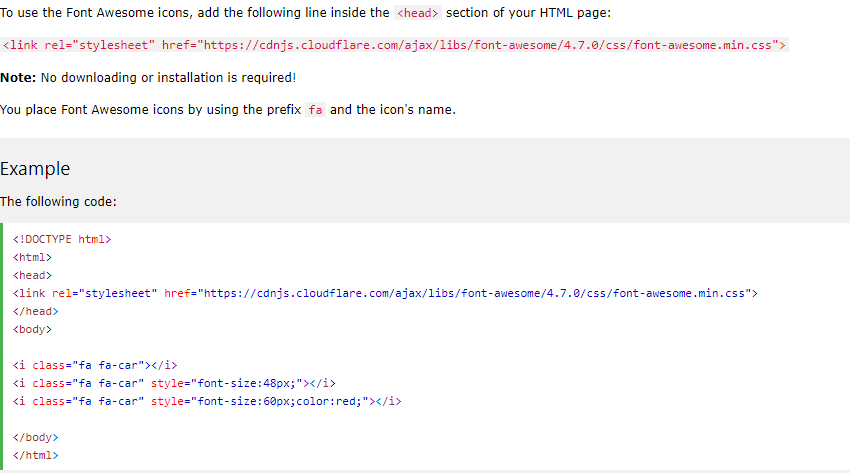 To use the Font Awesome icons, add the following line inside the <head> section of your HTML page:
<link rel="stylesheet" href="https://cdnjs.cloudflare.com/ajax/libs/font-awesome/4.7.0/css/font-awesome.min.css">
Note: No downloading or installation is required!
You place Font Awesome icons by using the prefix fa and the icon's name.
Example
The following code:
<!DOCTYPE html>
<html>
<head>
<link rel="stylesheet" href="https://cdnjs.cloudflare.com/ajax/libs/font-awesome/4.7.0/css/font-awesome.min.css">
</head>
<body>
<i class="fa fa-car"></i>
<i class="fa fa-car" style="font-size:48px;"></i>
<i class="fa fa-car" style="font-size:60px;color:red;"></i>
</body>
</html>